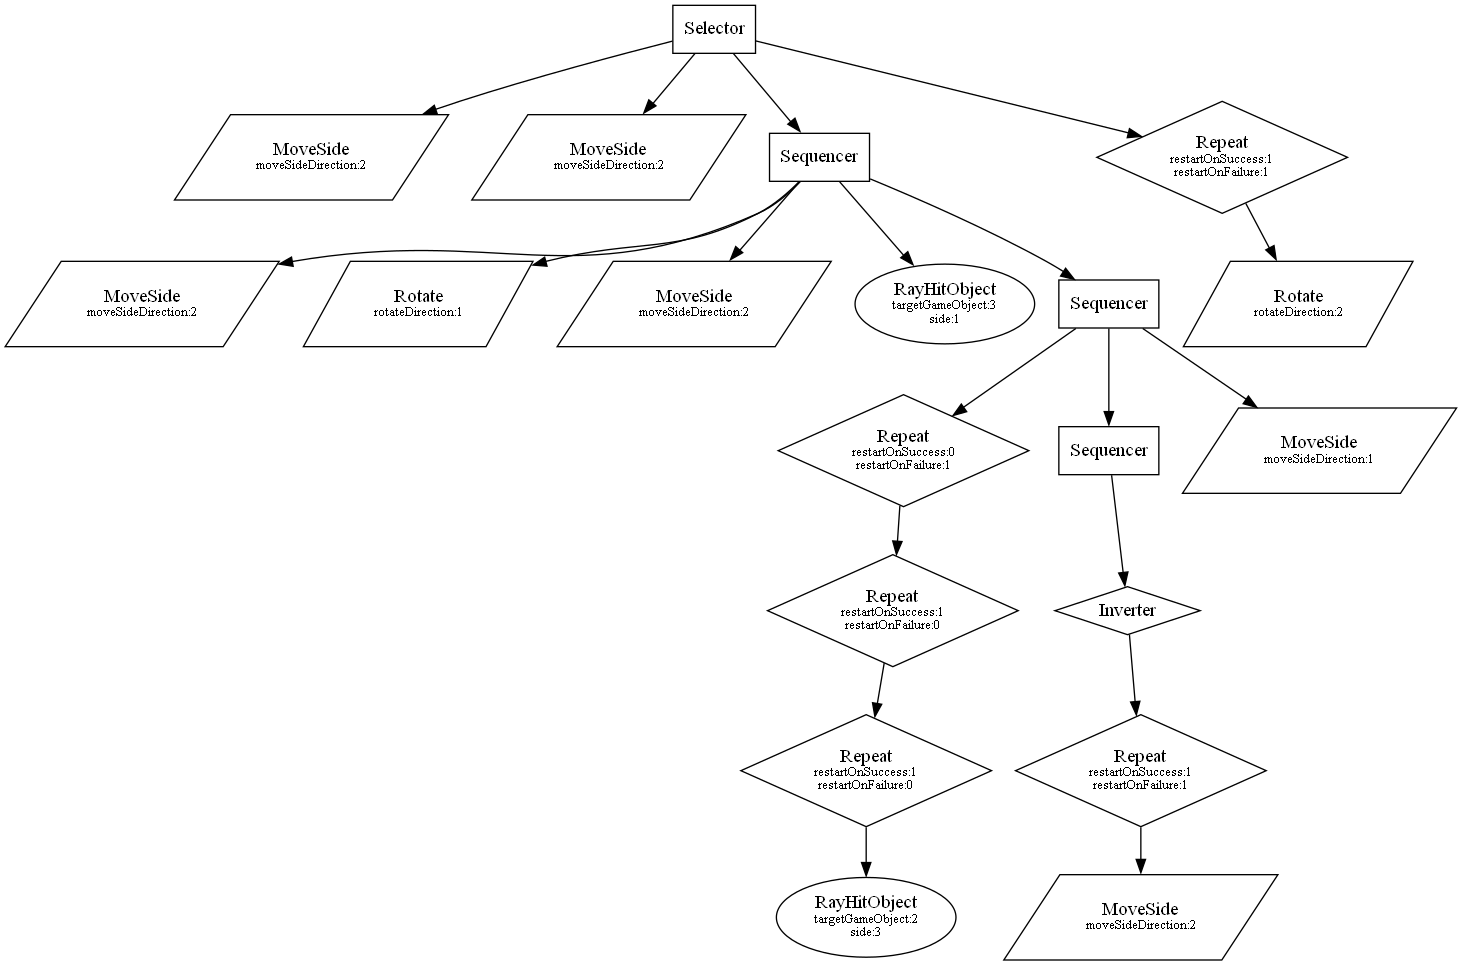 Selector
MoveSide
moveSideDirection:2
MoveSide
moveSideDirection:2
Sequencer
Repeat
restartOnSuccess:1
restartOnFailure:1
MoveSide
moveSideDirection:2
Rotate
rotateDirection:1
MoveSide
moveSideDirection:2
RayHitObject
targetGameObject:3
side:1
Sequencer
Rotate
rotateDirection:2
Repeat
restartOnSuccess:0
restartOnFailure:1
Sequencer
MoveSide
moveSideDirection:1
Repeat
restartOnSuccess:1
restartOnFailure:0
Inverter
Repeat
restartOnSuccess:1
restartOnFailure:0
Repeat
restartOnSuccess:1
restartOnFailure:1
RayHitObject
targetGameObject:2
side:3
MoveSide
moveSideDirection:2